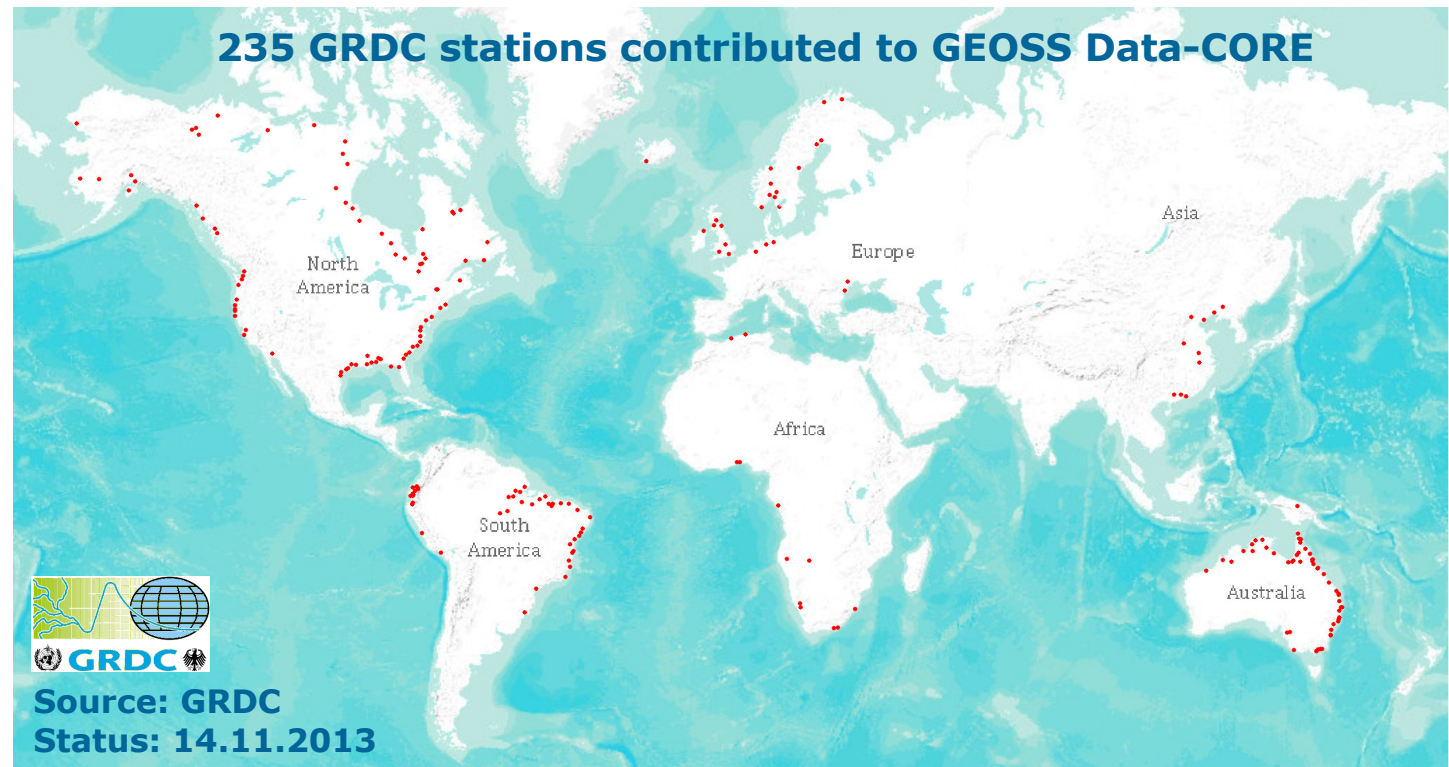 235 GRDC stations contributed to GEOSS Data-CORE
Asia
Europe
North
America
Africa
South
America
Australia
GRDC
Source: GRDC
Status: 14.11.2013